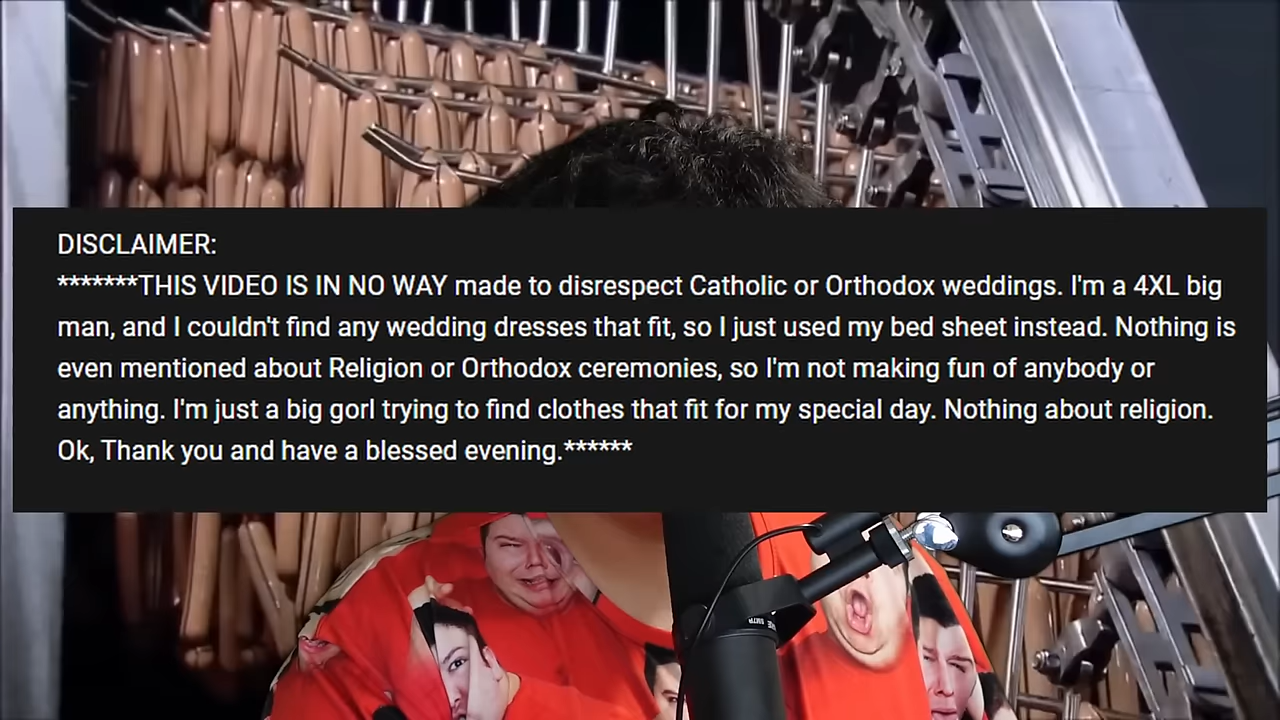 DISCLAIMER:
*******THIS VIDEO IS IN NO WAY made to disrespect Catholic or Orthodox weddings. I'm a 4XL big
man, and I couldn't find any wedding dresses that fit, so I just used my bed sheet instead. Nothing is
even mentioned about Religion or Orthodox ceremonies, so I'm not making fun of anybody or
anything. I'm just a big gorl trying to find clothes that fit for my special day. Nothing about religion.
Ok, Thank you and have a blessed evening.******